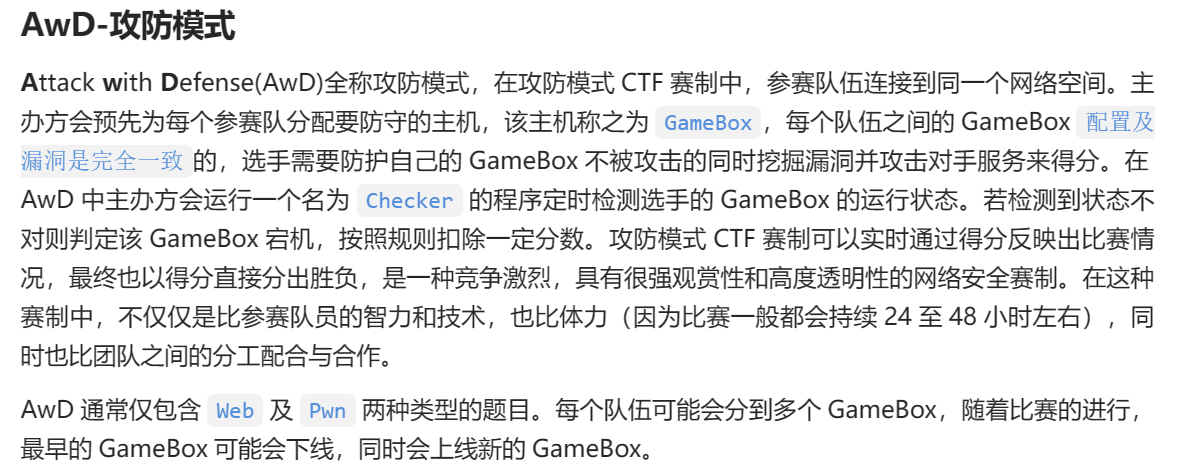 AwD-攻防模式
Attack with Defense(AwD)全称攻防模式，在攻防模式 CTF 赛制中，参赛队伍连接到同一个网络空间。主
办方会预先为每个参赛队分配要防守的主机，该主机称之为 GameBox，每个队伍之间的 GameBox 配置及
漏洞是完全一致 的，选手需要防护自己的 GameBox 不被攻击的同时挖掘漏洞并攻击对手服务来得分。在
AwD 中主办方会运行一个名为 Checker 的程序定时检测选手的 GameBox 的运行状态。若检测到状态不
对则判定该 GameBox 宕机，按照规则扣除一定分数。攻防模式 CTF 赛制可以实时通过得分反映出比赛情
况，最终也以得分直接分出胜负，是一种竞争激烈，具有很强观赏性和高度透明性的网络安全赛制。在这种
赛制中，不仅仅是比参赛队员的智力和技术，也比体力（因为比赛一般都会持续 24 至 48 小时左右），同
时也比团队之间的分工配合与合作。
AwD 通常仅包含 Web 及 Pwn 两种类型的题目。每个队伍可能会分到多个 GameBox，随着比赛的进行，
最早的 GameBox 可能会下线，同时会上线新的 GameBox。